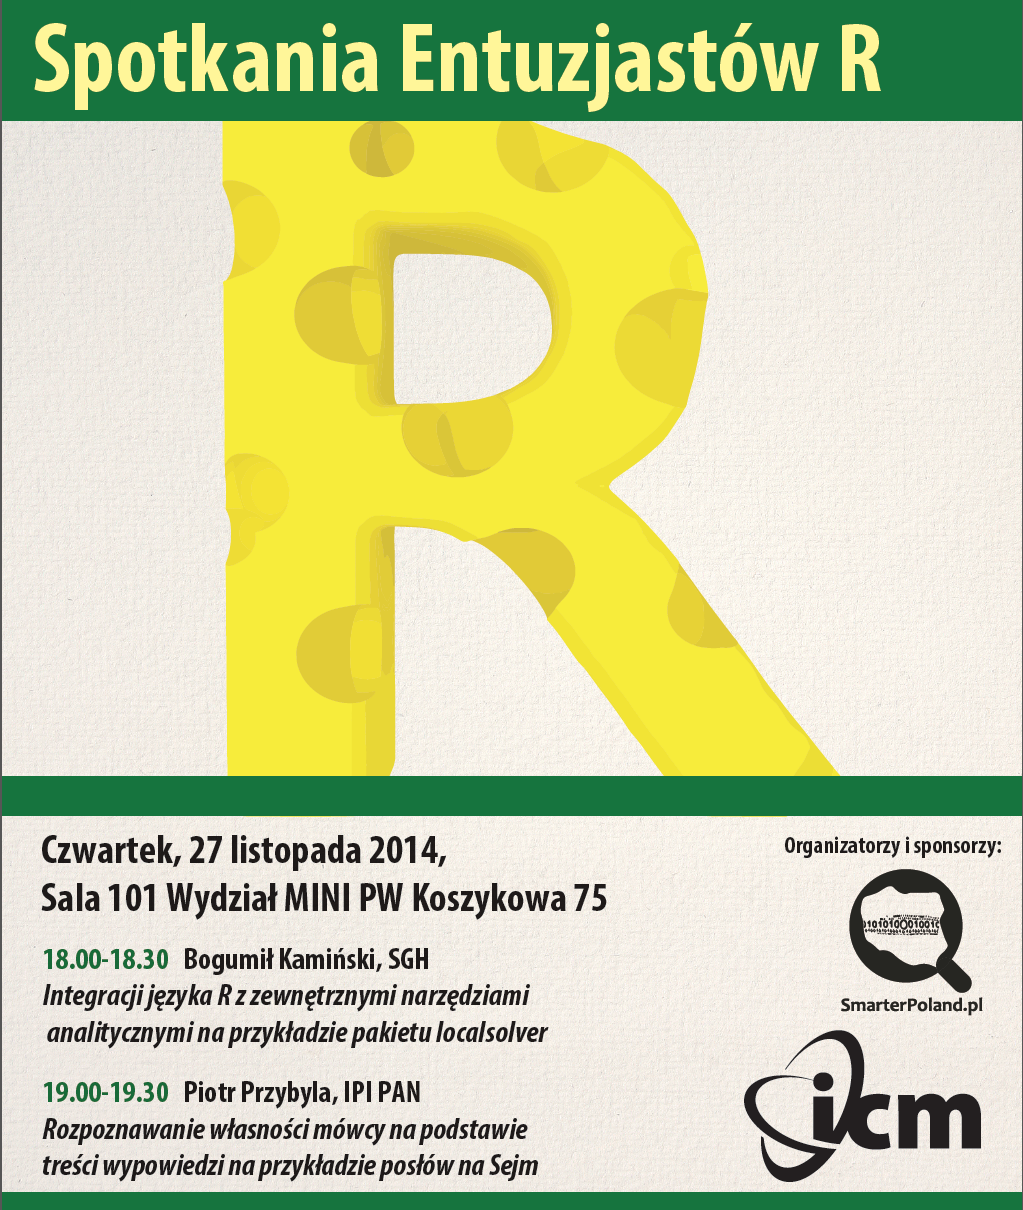 Spotkania Entuzjastów R
Czwartek, 27 listopada 2014,
Sala 101 Wydział MINI PW Koszykowa 75
18.00-18.30 Bogumił Kamiński, SGH
Integracji języka R z zewnętrznymi narzędziami
analitycznymi na przykładzie pakietu localsolver
19.00-19.30 Piotr Przybyla, IPI PAN
Rozpoznawanie własności mówcy na podstawie
treści wypowiedzi na przykładzie posłów na Sejm
Organizatorzy i sponsorzy:
SmarterPoland.pl
icm